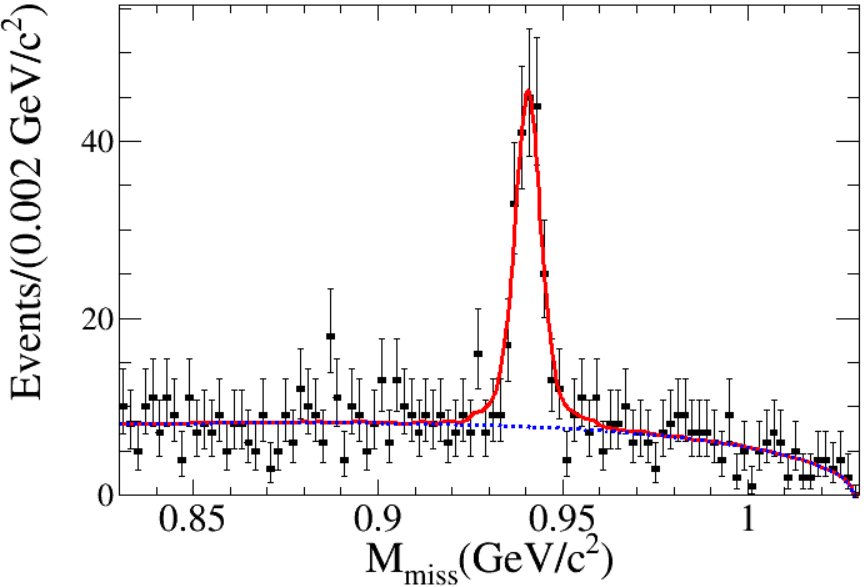 Events/(0.002 GeV/c²)
40
20
0
0.85 0.9 0.95 1
M_miss(GeV/c²)